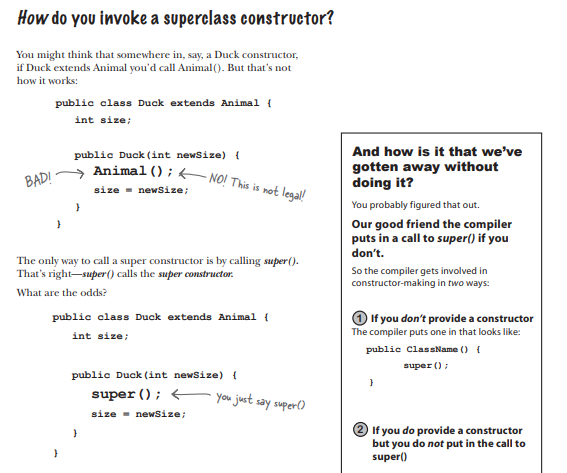 How do you invoke a superclass constructor?
You might think that somewhere in, say, a Duck constructor,
if Duck extends Animal you'd call Animal(). But that's not
how it works:
public class Duck extends Animal {
int size;
public Duck(int newSize) {
BAD!
Animal();
NO! This is not legal!
size = newSize;
}
}
The only way to call a super constructor is by calling super().
That's right—super() calls the super constructor.
What are the odds?
public class Duck extends Animal {
int size;
public Duck(int newSize) {
super();
you just say super()
size = newSize;
}
}
And how is it that we've
gotten away without
doing it?
You probably figured that out.
Our good friend the compiler
puts in a call to super() if you
don't.
So the compiler gets involved in
constructor-making in two ways:
1 If you don't provide a constructor
The compiler puts one in that looks like:
public ClassName() {
super();
}
2 If you do provide a constructor
but you do not put in the call to
super()